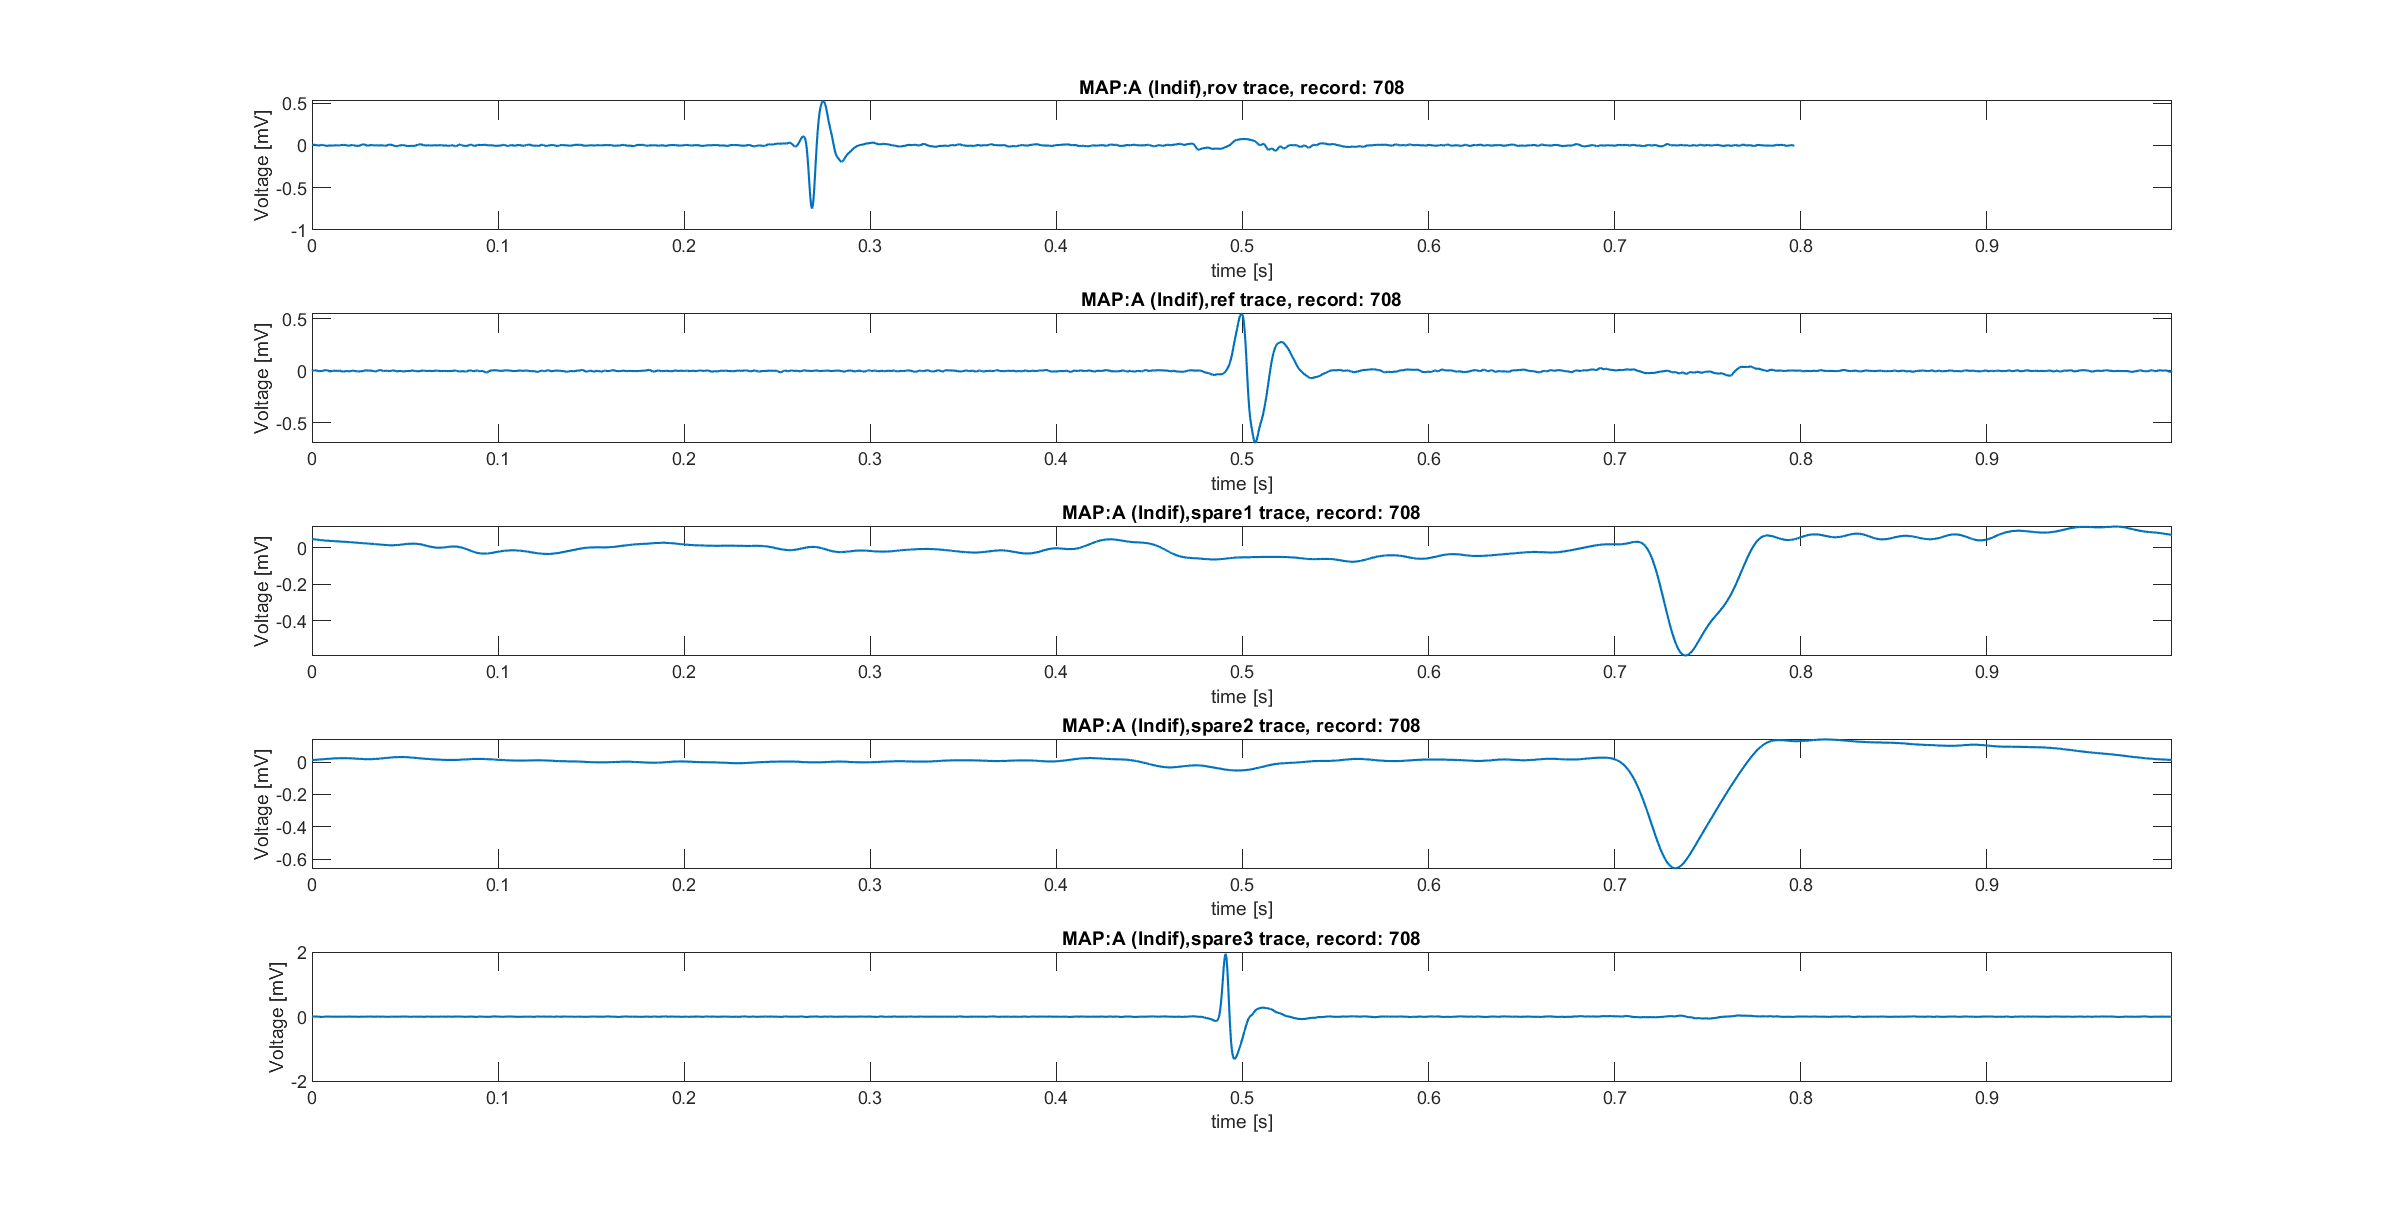 MAP:A (Indif),rov trace, record: 708
Voltage [mV]
0.5
0
-0.5
-1
0 0.1 0.2 0.3 0.4 0.5 0.6 0.7 0.8 0.9
time [s]
MAP:A (Indif),ref trace, record: 708
Voltage [mV]
0.5
0
-0.5
0 0.1 0.2 0.3 0.4 0.5 0.6 0.7 0.8 0.9
time [s]
MAP:A (Indif),spare1 trace, record: 708
Voltage [mV]
0
-0.2
-0.4
0 0.1 0.2 0.3 0.4 0.5 0.6 0.7 0.8 0.9
time [s]
MAP:A (Indif),spare2 trace, record: 708
Voltage [mV]
0
-0.2
-0.4
-0.6
0 0.1 0.2 0.3 0.4 0.5 0.6 0.7 0.8 0.9
time [s]
MAP:A (Indif),spare3 trace, record: 708
Voltage [mV]
2
0
-2
0 0.1 0.2 0.3 0.4 0.5 0.6 0.7 0.8 0.9
time [s]